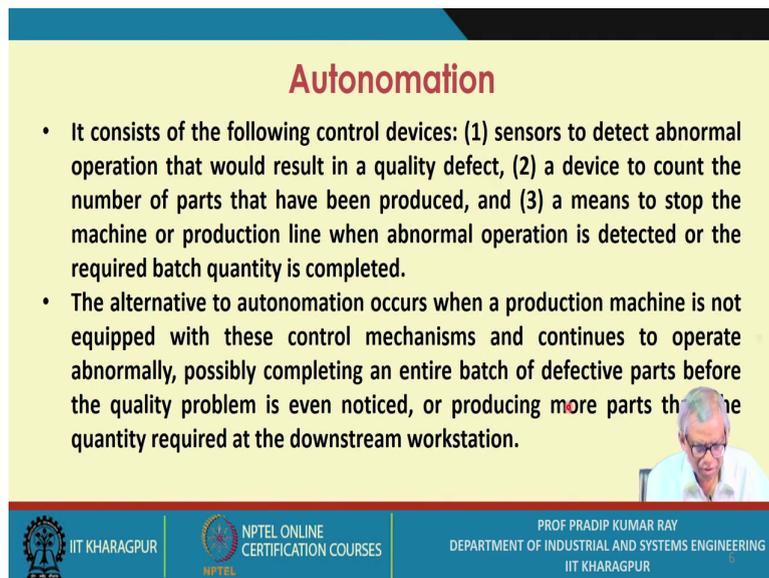 Autonomation
• It consists of the following control devices: (1) sensors to detect abnormal
operation that would result in a quality defect, (2) a device to count the
number of parts that have been produced, and (3) a means to stop the
machine or production line when abnormal operation is detected or the
required batch quantity is completed.
• The alternative to autonomation occurs when a production machine is not
equipped with these control mechanisms and continues to operate
abnormally, possibly completing an entire batch of defective parts before
the quality problem is even noticed, or producing more parts
quantity required at the downstream workstation.
IIT KHARAGPUR
NPTEL
NPTEL ONLINE
CERTIFICATION COURSES
PROF PRADIP KUMAR RAY
DEPARTMENT OF INDUSTRIAL AND SYSTEMS ENGINEERING
IIT KHARAGPUR
6